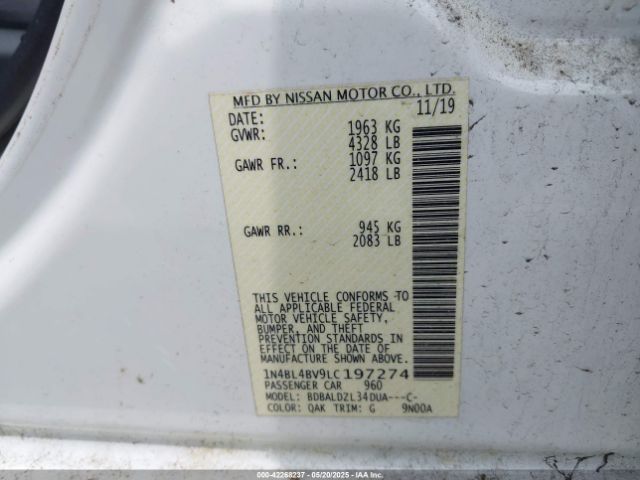 MFD BY NISSAN MOTOR CO., LTD.
DATE: 11/19
GVWR: 1963 KG
4328 LB
GAWR FR.: 1097 KG
2418 LB
GAWR RR.: 945 KG
2083 LB
THIS VEHICLE CONFORMS TO
ALL APPLICABLE FEDERAL
MOTOR VEHICLE SAFETY,
BUMPER, AND THEFT
PREVENTION STANDARDS IN
EFFECT ON THE DATE OF
MANUFACTURE SHOWN ABOVE.
1N4BL4BV9LC197274
PASSENGER CAR 960
MODEL: BDBALDZL34DUA---C-
COLOR: QAK TRIM: G 9N00A
000-42268237 - 05/20/2025 - IAAI.COM